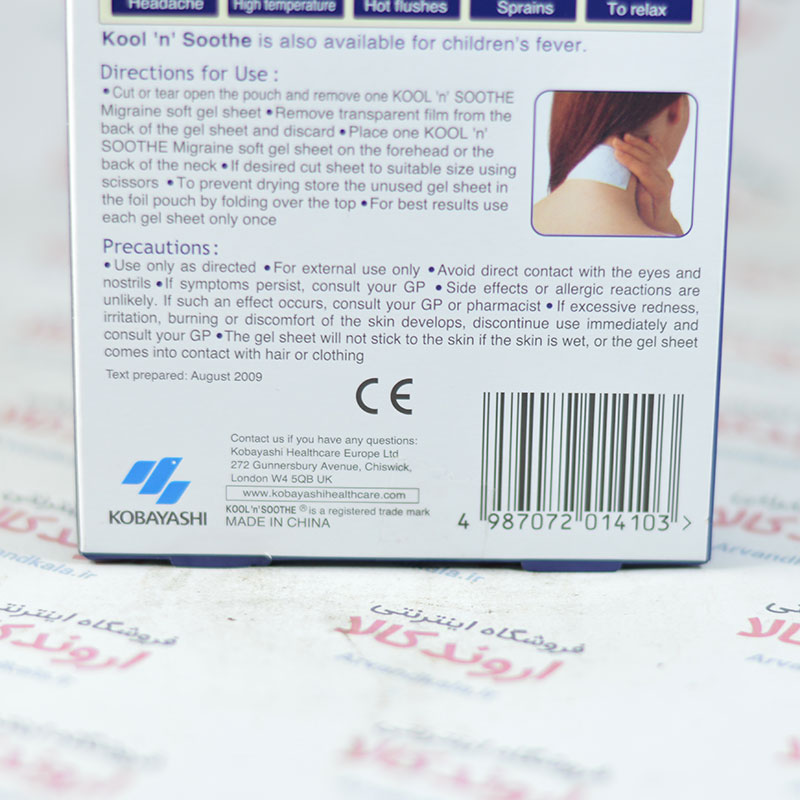 Headache High temperature Hot flushes Sprains To relax
Kool 'n' Soothe is also available for children's fever.
Directions for Use :
•Cut or tear open the pouch and remove one KOOL 'n' SOOTHE
Migraine soft gel sheet •Remove transparent film from the
back of the gel sheet and discard •Place one KOOL 'n'
SOOTHE Migraine soft gel sheet on the forehead or the
back of the neck •If desired cut sheet to suitable size using
scissors •To prevent drying store the unused gel sheet in
the foil pouch by folding over the top •For best results use
each gel sheet only once
Precautions :
•Use only as directed •For external use only •Avoid direct contact with the eyes and
nostrils •If symptoms persist, consult your GP •Side effects or allergic reactions are
unlikely. If such an effect occurs, consult your GP or pharmacist •If excessive redness,
irritation, burning or discomfort of the skin develops, discontinue use immediately and
consult your GP •The gel sheet will not stick to the skin if the skin is wet, or the gel sheet
comes into contact with hair or clothing
Text prepared: August 2009
CE
Contact us if you have any questions:
Kobayashi Healthcare Europe Ltd
272 Gunnersbury Avenue, Chiswick,
London W4 5QB UK
www.kobayashihealthcare.com
KOOL'n'SOOTHE ® is a registered trade mark
MADE IN CHINA
KOBAYASHI
4 987072 014103 >
فروشگاه اینترنتی
اروند کالا
Arvandkala.ir